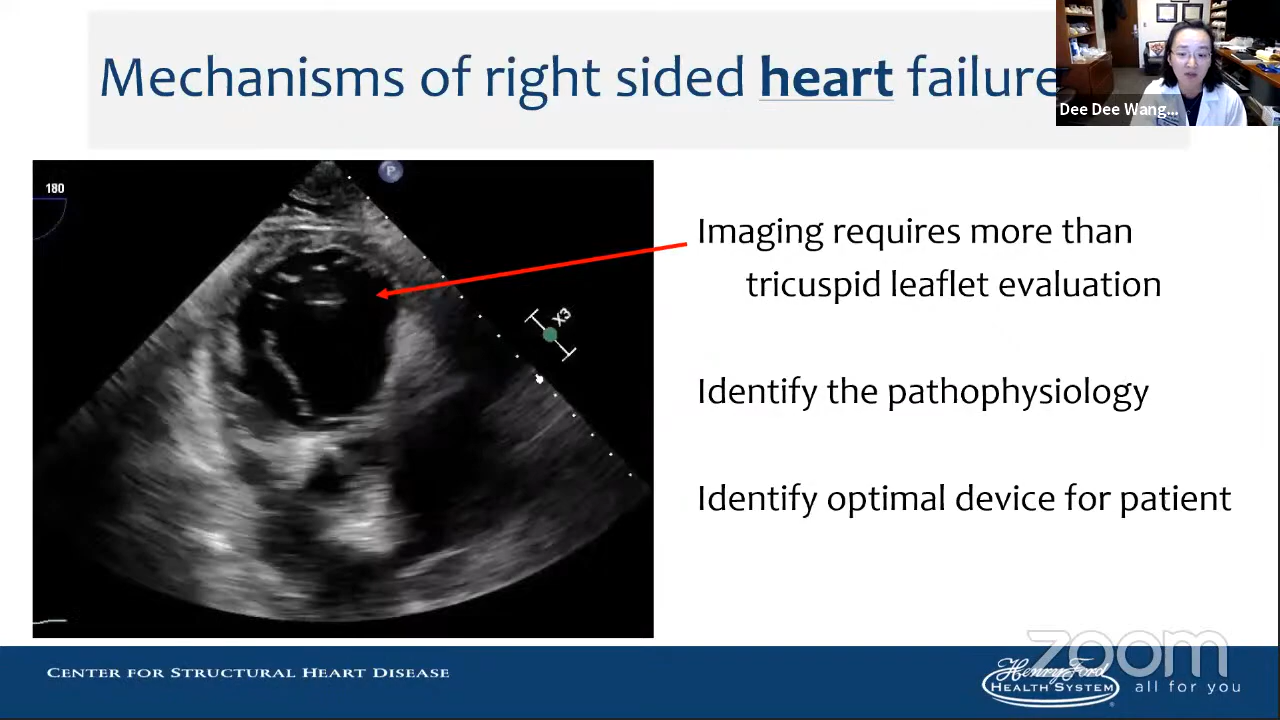 Mechanisms of right sided heart failure
Dee Dee Wang...
180
P
X3
Imaging requires more than
tricuspid leaflet evaluation
Identify the pathophysiology
Identify optimal device for patient
CENTER FOR STRUCTURAL HEART DISEASE
zoom
Henry Ford
HEALTH SYSTEM
all for you